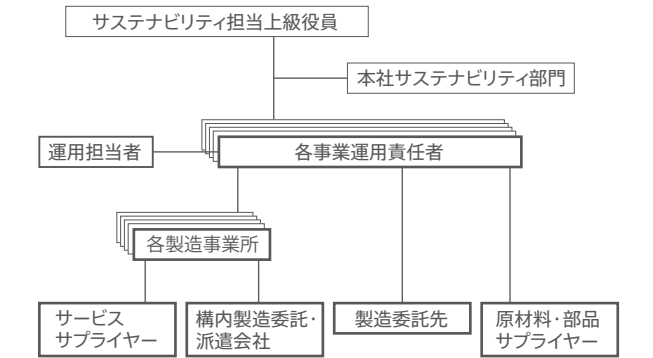 サステナビリティ担当上級役員
本社サステナビリティ部門
運用担当者
各事業運用責任者
各製造事業所
サービス
サプライヤー
構内製造委託・
派遣会社
製造委託先
原材料・部品
サプライヤー